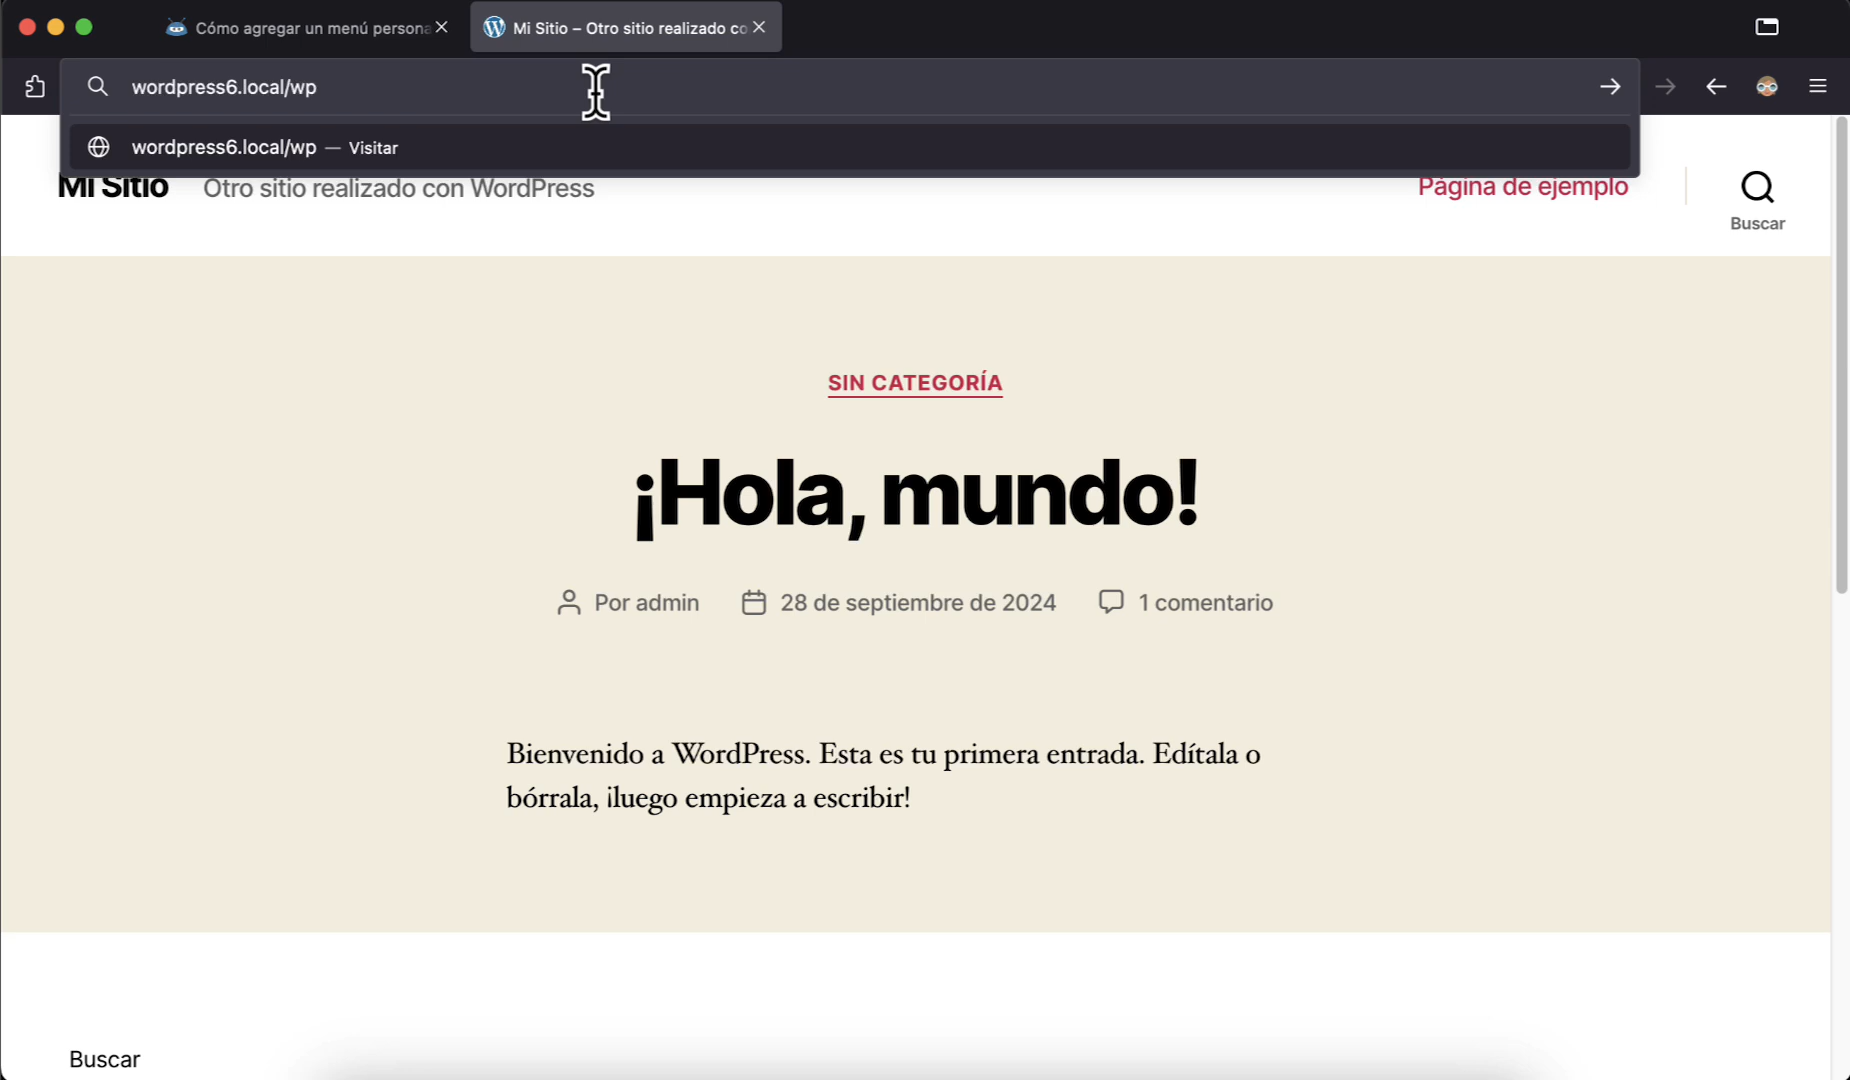 Cómo agregar un menú persona
Mi Sitio – Otro sitio realizado co
wordpress6.local/wp
wordpress6.local/wp — Visitar
Mi Sitio Otro sitio realizado con WordPress Página de ejemplo
Buscar
SIN CATEGORÍA
¡Hola, mundo!
Por admin 28 de septiembre de 2024 1 comentario
Bienvenido a WordPress. Esta es tu primera entrada. Edítala o
bórrala, ¡luego empieza a escribir!
Buscar